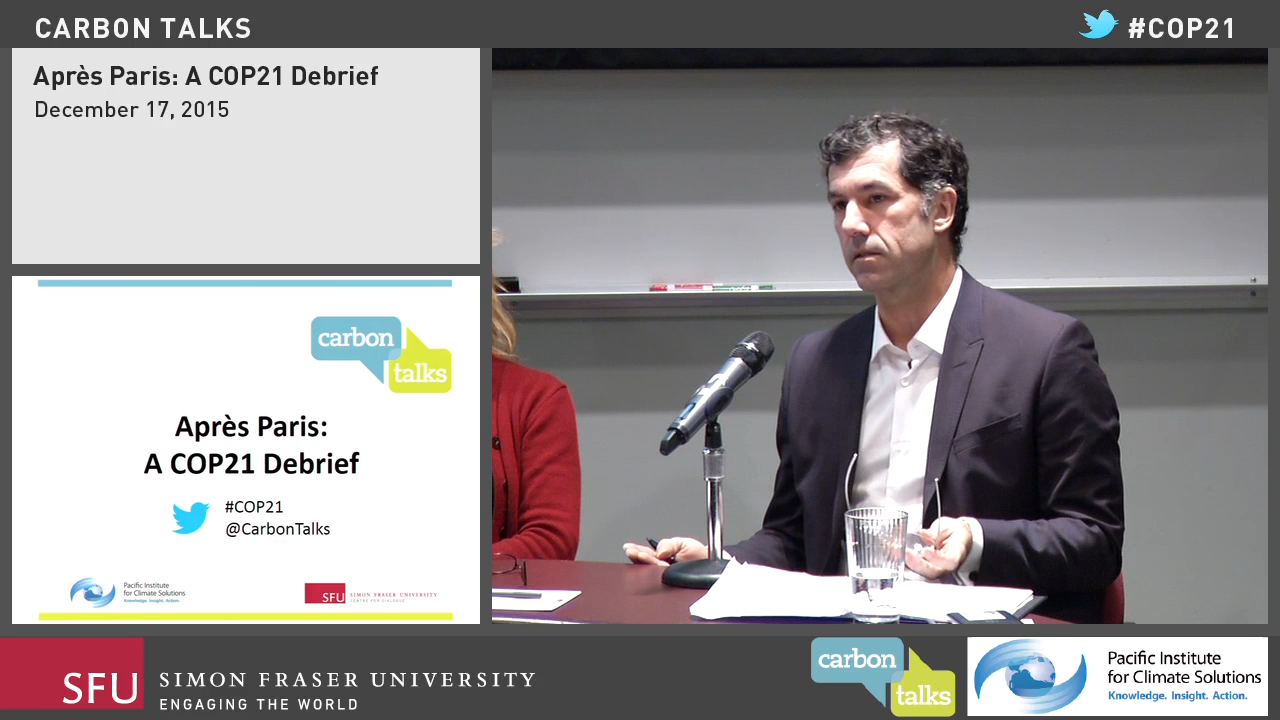 CARBON TALKS
#COP21
Après Paris: A COP21 Debrief
December 17, 2015
carbon
talks
Après Paris:
A COP21 Debrief
#COP21
@CarbonTalks
Pacific Institute
for Climate Solutions
Knowledge. Insight. Action.
SFU
SIMON FRASER UNIVERSITY
CENTRE FOR DIALOGUE
SFU
SIMON FRASER UNIVERSITY
ENGAGING THE WORLD
carbon
talks
Pacific Institute
for Climate Solutions
Knowledge. Insight. Action.